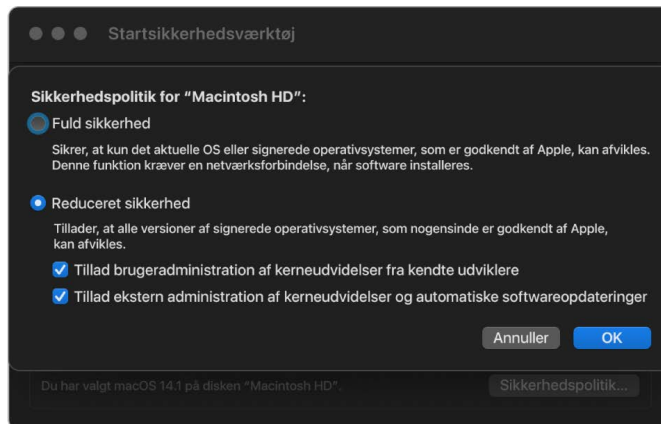 Startsikkerhedsværktøj
Sikkerhedspolitik for “Macintosh HD”:
Fuld sikkerhed
Sikrer, at kun det aktuelle OS eller signerede operativsystemer, som er godkendt af Apple, kan afvikles.
Denne funktion kræver en netværksforbindelse, når software installeres.
Reduceret sikkerhed
Tillader, at alle versioner af signerede operativsystemer, som nogensinde er godkendt af Apple,
kan afvikles.
Tillad brugeradministration af kerneudvidelser fra kendte udviklere
Tillad ekstern administration af kerneudvidelser og automatiske softwareopdateringer
Annuller OK
Du har valgt macOS 14.1 på disken “Macintosh HD”. Sikkerhedspolitik...